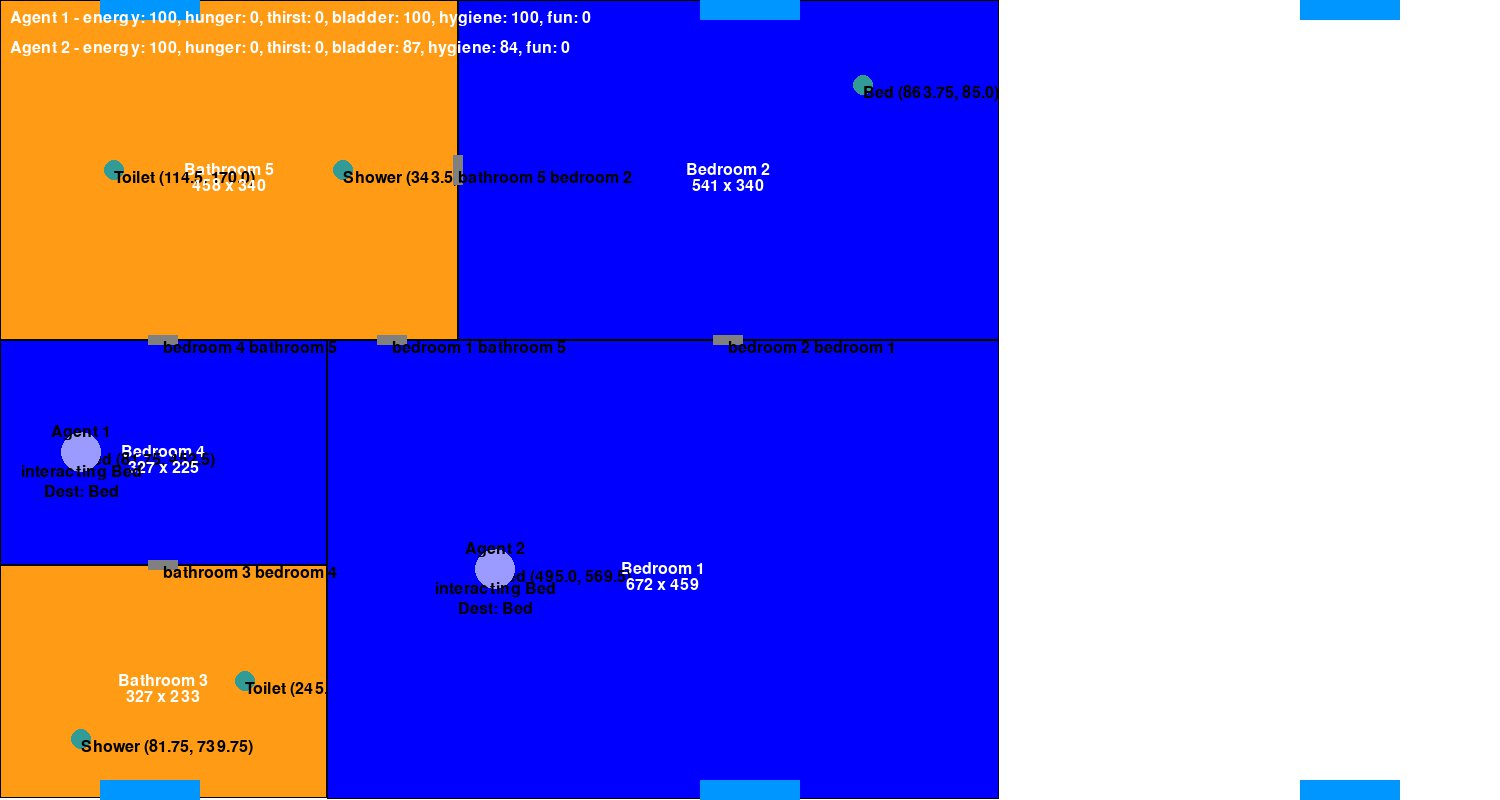 Agent 1 - energy: 100, hunger: 0, thirst: 0, bladder: 100, hygiene: 100, fun: 0
Agent 2 - energy: 100, hunger: 0, thirst: 0, bladder: 87, hygiene: 84, fun: 0
Bed (863.75, 85.0)
Bathroom 5
458 x 340
Toilet (114.5, 170.0)
Shower (343.5
bathroom 5 bedroom 2
Bedroom 2
541 x 340
bedroom 4 bathroom 5
bedroom 1 bathroom 5
bedroom 2 bedroom 1
Agent 1
Bedroom 4
327 x 225
interacting Bed
Dest: Bed
Agent 2
Bedroom 1
672 x 459
(495.0, 569.5
interacting Bed
Dest: Bed
bathroom 3 bedroom 4
Bathroom 3
327 x 233
Toilet (245.
Shower (81.75, 739.75)